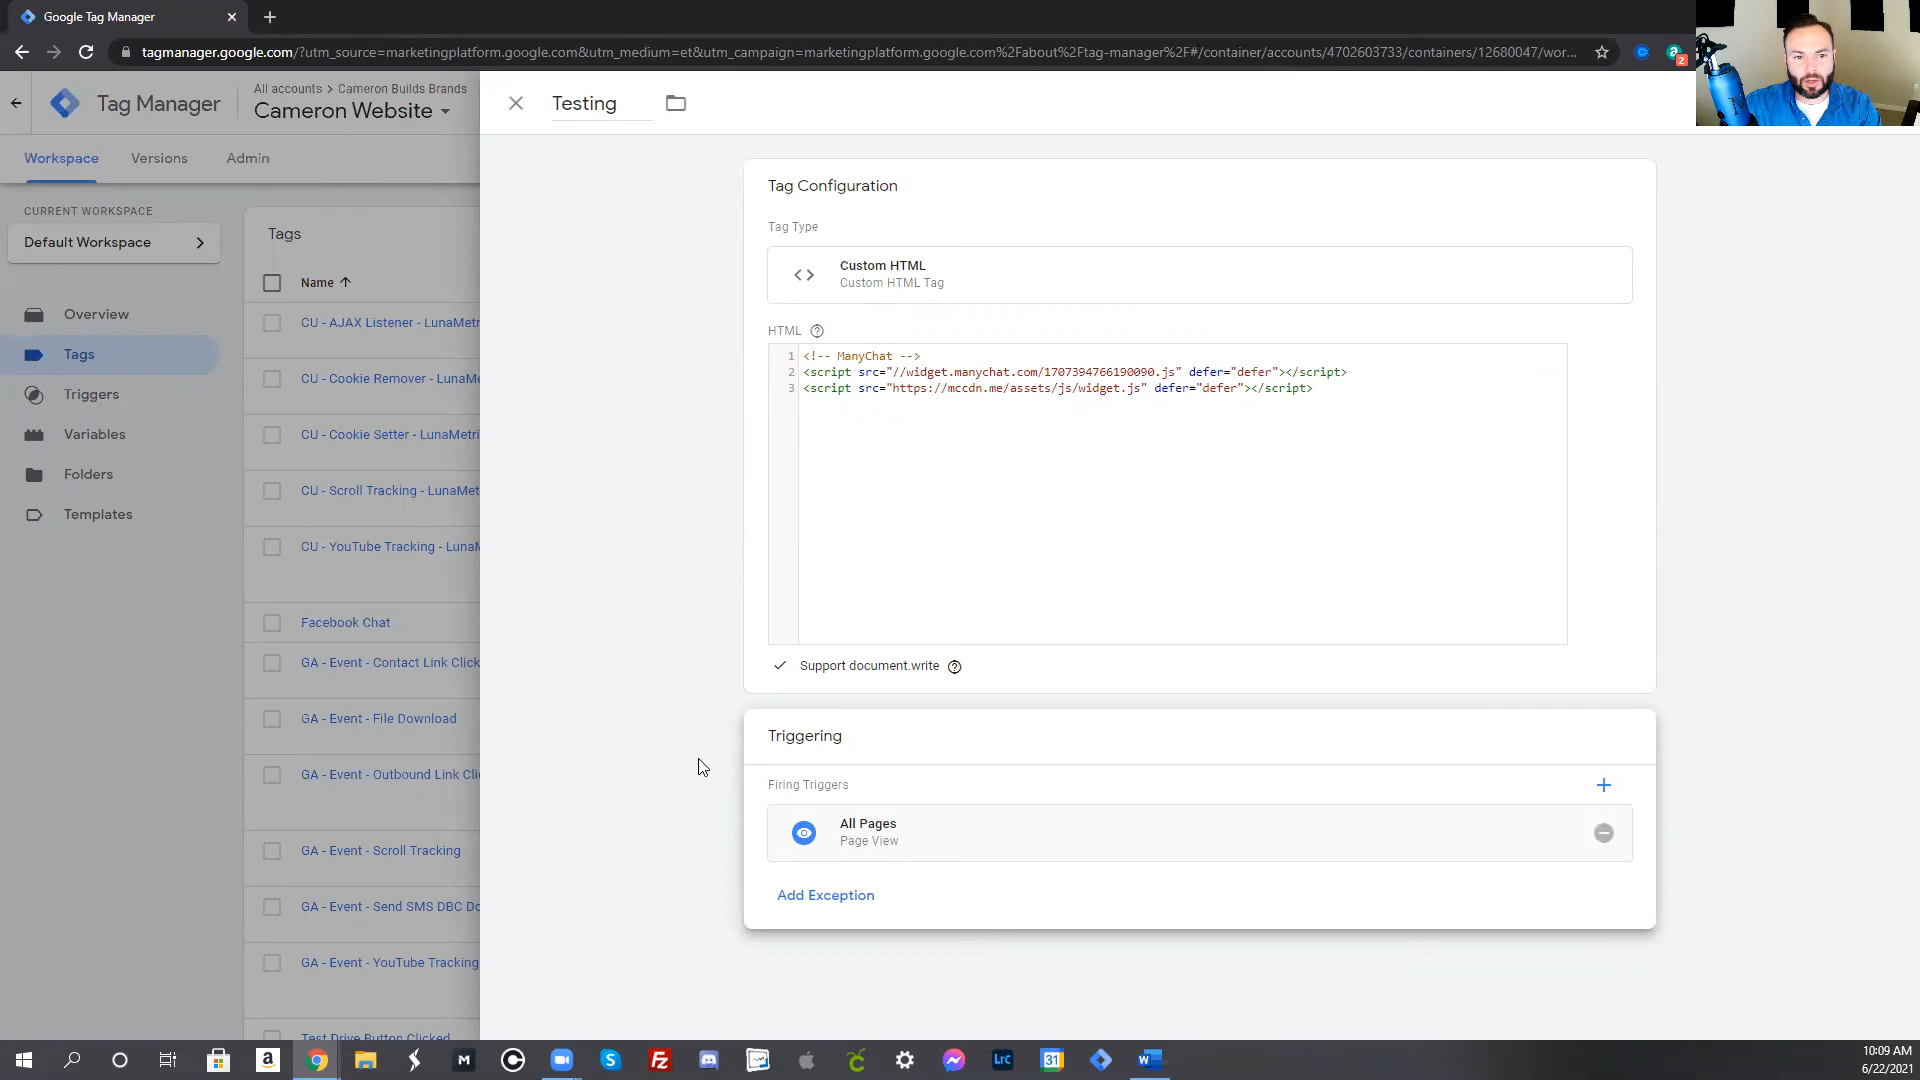 Google Tag Manager
tagmanager.google.com/?utm_source=marketingplatform.google.com&utm_medium=et&utm_campaign=marketingplatform.google.com%2Fabout%2Ftag-manager%2F#/container/accounts/4702603733/containers/12680047/wor...
2
Tag Manager
All accounts > Cameron Builds Brands
Cameron Website
Testing
Workspace
Versions
Admin
CURRENT WORKSPACE
Default Workspace
Overview
Tags
Triggers
Variables
Folders
Templates
Tags
Name
CU - AJAX Listener - LunaMetr
CU - Cookie Remover - LunaMe
CU - Cookie Setter - LunaMetri
CU - Scroll Tracking - LunaMet
CU - YouTube Tracking - LunaM
Facebook Chat
GA - Event - Contact Link Click
GA - Event - File Download
GA - Event - Outbound Link Cli
GA - Event - Scroll Tracking
GA - Event - Send SMS DBC Do
GA - Event - YouTube Tracking
Test Drive Button Clicked
Tag Configuration
Tag Type
Custom HTML
Custom HTML Tag
HTML
1 <!-- ManyChat -->
2 <script src="//widget.manychat.com/1707394766190090.js" defer="defer"></script>
3 <script src="https://mccdn.me/assets/js/widget.js" defer="defer"></script>
Support document.write
Triggering
Firing Triggers
All Pages
Page View
Add Exception
10:09 AM
6/22/2021